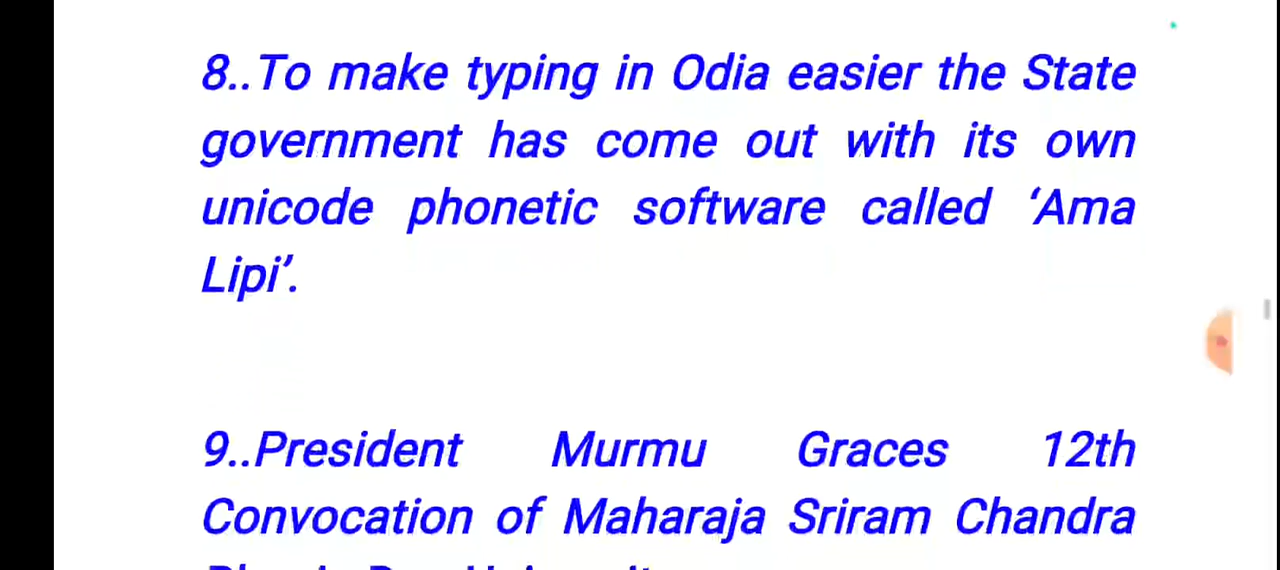 8..To make typing in Odia easier the State
government has come out with its own
unicode phonetic software called ‘Ama
Lipi’.
9..President Murmu Graces 12th
Convocation of Maharaja Sriram Chandra